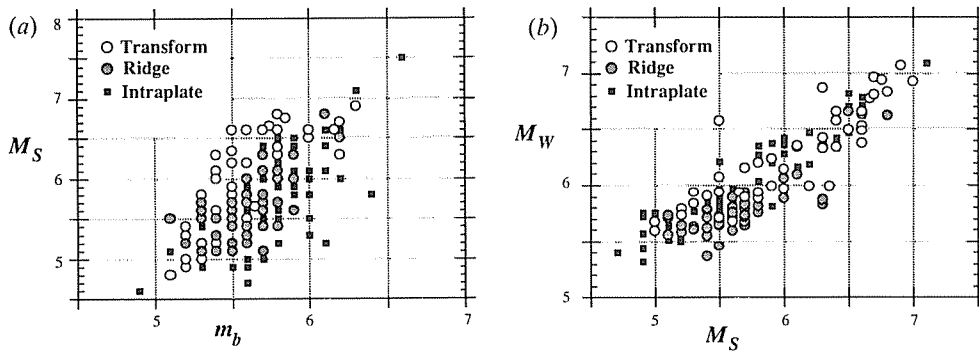 (a)
8
7
6
5
M_S
Transform
Ridge
Intraplate
5
6
7
m_b
(b)
7
6
5
M_W
Transform
Ridge
Intraplate
5
6
7
M_S